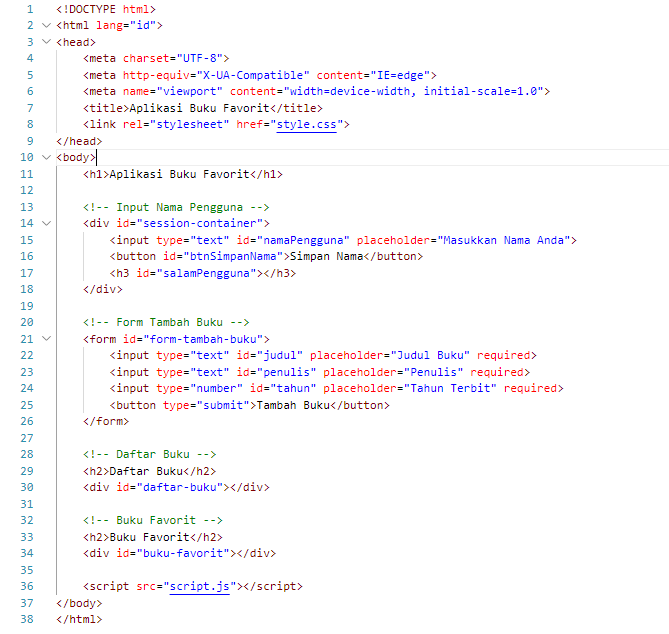 1 <!DOCTYPE html>
2 <html lang="id">
3 <head>
4     <meta charset="UTF-8">
5     <meta http-equiv="X-UA-Compatible" content="IE=edge">
6     <meta name="viewport" content="width=device-width, initial-scale=1.0">
7     <title>Aplikasi Buku Favorit</title>
8     <link rel="stylesheet" href="style.css">
9 </head>
10 <body>
11     <h1>Aplikasi Buku Favorit</h1>
12
13     <!-- Input Nama Pengguna -->
14     <div id="session-container">
15         <input type="text" id="namaPengguna" placeholder="Masukkan Nama Anda">
16         <button id="btnSimpanNama">Simpan Nama</button>
17         <h3 id="salamPengguna"></h3>
18     </div>
19
20     <!-- Form Tambah Buku -->
21     <form id="form-tambah-buku">
22         <input type="text" id="judul" placeholder="Judul Buku" required>
23         <input type="text" id="penulis" placeholder="Penulis" required>
24         <input type="number" id="tahun" placeholder="Tahun Terbit" required>
25         <button type="submit">Tambah Buku</button>
26     </form>
27
28     <!-- Daftar Buku -->
29     <h2>Daftar Buku</h2>
30     <div id="daftar-buku"></div>
31
32     <!-- Buku Favorit -->
33     <h2>Buku Favorit</h2>
34     <div id="buku-favorit"></div>
35
36     <script src="script.js"></script>
37 </body>
38 </html>